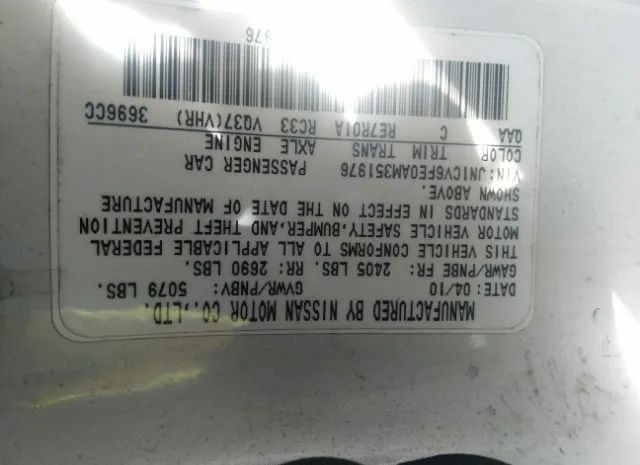 MANUFACTURED BY NISSAN MOTOR CO.,LTD.
DATE: 04/10 GVWR/PNBV: 5079 LBS.
GAWR/PNBE FR: 2405 LBS. RR: 2690 LBS.
THIS VEHICLE CONFORMS TO ALL APPLICABLE FEDERAL
MOTOR VEHICLE SAFETY,BUMPER,AND THEFT PREVENTION
STANDARDS IN EFFECT ON THE DATE OF MANUFACTURE
SHOWN ABOVE.
VIN:JN1CV6FE0AM351976 PASSENGER CAR
COLOR TRIM TRANS AXLE ENGINE
QAA C RE7R01A RC33 VQ37(VHR) 3696CC